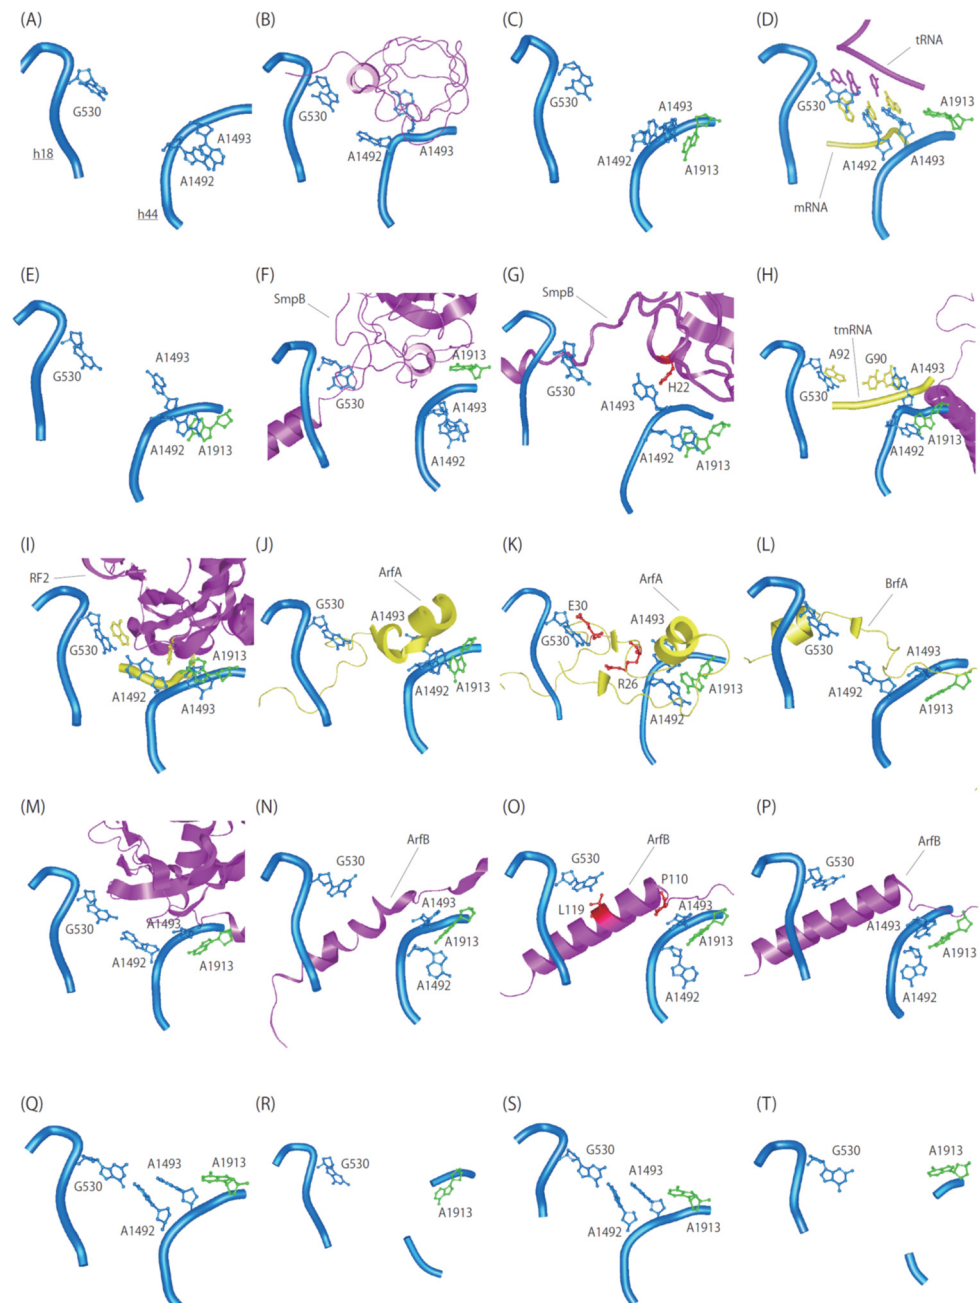 (A)
G530
A1493
A1492
h18
h44
(B)
G530
A1492
A1493
(C)
G530
A1493
A1492
A1913
(D)
tRNA
G530
A1913
A1492
A1493
mRNA
(E)
A1493
G530
A1492
A1913
(F)
SmpB
A1913
G530
A1493
A1492
(G)
SmpB
G530
H22
A1493
A1492
A1913
(H)
tmRNA
A92
G90
A1493
G530
A1913
A1492
(I)
RF2
G530
A1913
A1492
A1493
(J)
ArfA
G530
A1493
A1492
A1913
(K)
ArfA
E30
A1493
G530
R26
A1913
A1492
(L)
BrfA
G530
A1493
A1492
A1913
(M)
G530
A1493
A1492
A1913
(N)
ArfB
G530
A1493
A1913
A1492
(O)
ArfB
G530
P110
L119
A1493
A1913
A1492
(P)
ArfB
G530
A1493
A1913
A1492
(Q)
A1493
A1913
G530
A1492
(R)
G530
A1913
(S)
G530
A1493
A1492
A1913
(T)
A1913
G530